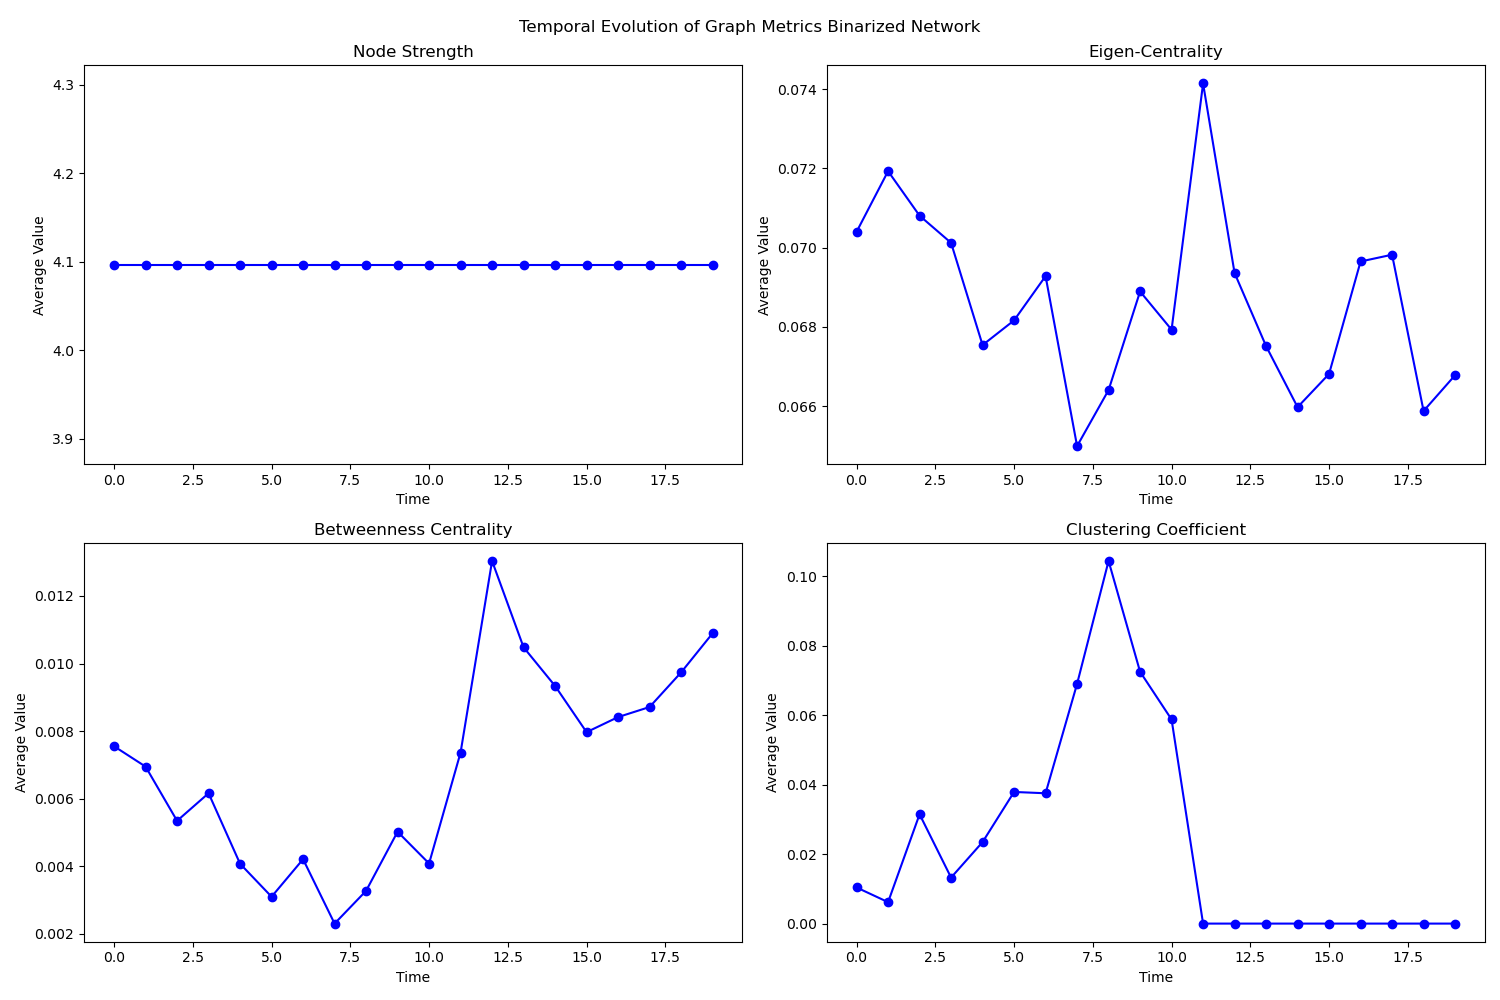 Temporal Evolution of Graph Metrics Binarized Network
Node Strength
4.3
4.2
4.1
4.0
3.9
Average Value
0.0 2.5 5.0 7.5 10.0 12.5 15.0 17.5
Time
Eigen-Centrality
0.074
0.072
0.070
0.068
0.066
Average Value
0.0 2.5 5.0 7.5 10.0 12.5 15.0 17.5
Time
Betweenness Centrality
0.012
0.010
0.008
0.006
0.004
0.002
Average Value
0.0 2.5 5.0 7.5 10.0 12.5 15.0 17.5
Time
Clustering Coefficient
0.10
0.08
0.06
0.04
0.02
0.00
Average Value
0.0 2.5 5.0 7.5 10.0 12.5 15.0 17.5
Time